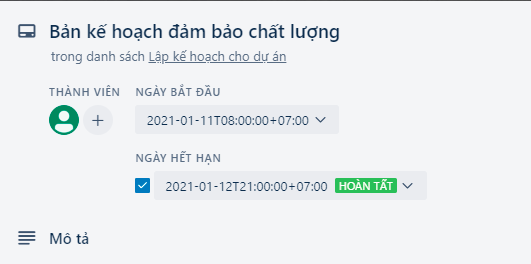 Bản kế hoạch đảm bảo chất lượng
trong danh sách Lập kế hoạch cho dự án
THÀNH VIÊN NGÀY BẮT ĐẦU
2021-01-11T08:00:00+07:00
NGÀY HẾT HẠN
2021-01-12T21:00:00+07:00 HOÀN TẤT
Mô tả